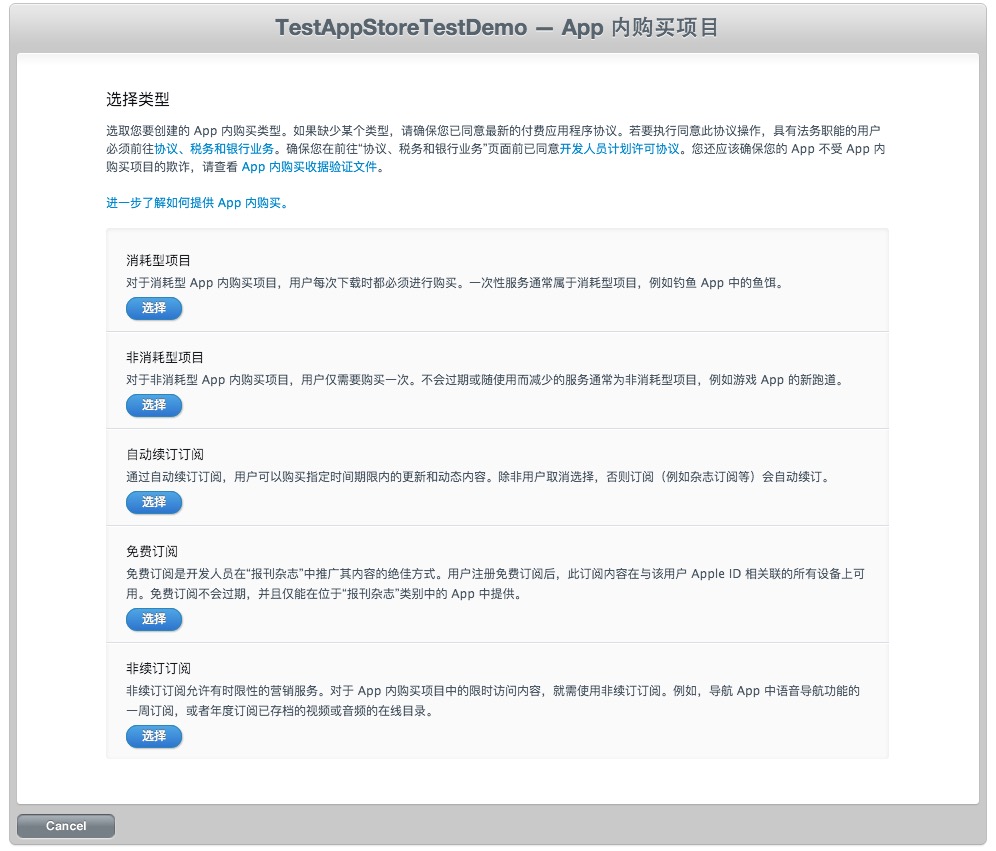 TestAppStoreTestDemo — App 内购买项目
选择类型
选取您要创建的 App 内购买类型。如果缺少某个类型，请确保您已同意最新的付费应用程序协议。若要执行同意此协议操作，具有法务职能的用户
必须前往协议、税务和银行业务。确保您在前往“协议、税务和银行业务”页面前已同意开发人员计划许可协议。您还应该确保您的 App 不受 App 内
购买项目的欺诈，请查看 App 内购买收据验证文件。
进一步了解如何提供 App 内购买。
消耗型项目
对于消耗型 App 内购买项目，用户每次下载时都必须进行购买。一次性服务通常属于消耗型项目，例如钓鱼 App 中的鱼饵。
选择
非消耗型项目
对于非消耗型 App 内购买项目，用户仅需要购买一次。不会过期或随使用而减少的服务通常为非消耗型项目，例如游戏 App 的新跑道。
选择
自动续订订阅
通过自动续订订阅，用户可以购买指定时间期限内的更新和动态内容。除非用户取消选择，否则订阅（例如杂志订阅等）会自动续订。
选择
免费订阅
免费订阅是开发人员在“报刊杂志”中推广其内容的绝佳方式。用户注册免费订阅后，此订阅内容在与该用户 Apple ID 相关联的所有设备上可
用。免费订阅不会过期，并且仅能在位于“报刊杂志”类别中的 App 中提供。
选择
非续订订阅
非续订订阅允许有时限性的营销服务。对于 App 内购买项目中的限时访问内容，就需使用非续订订阅。例如，导航 App 中语音导航功能的
一周订阅，或者年度订阅已存档的视频或音频的在线目录。
选择
Cancel